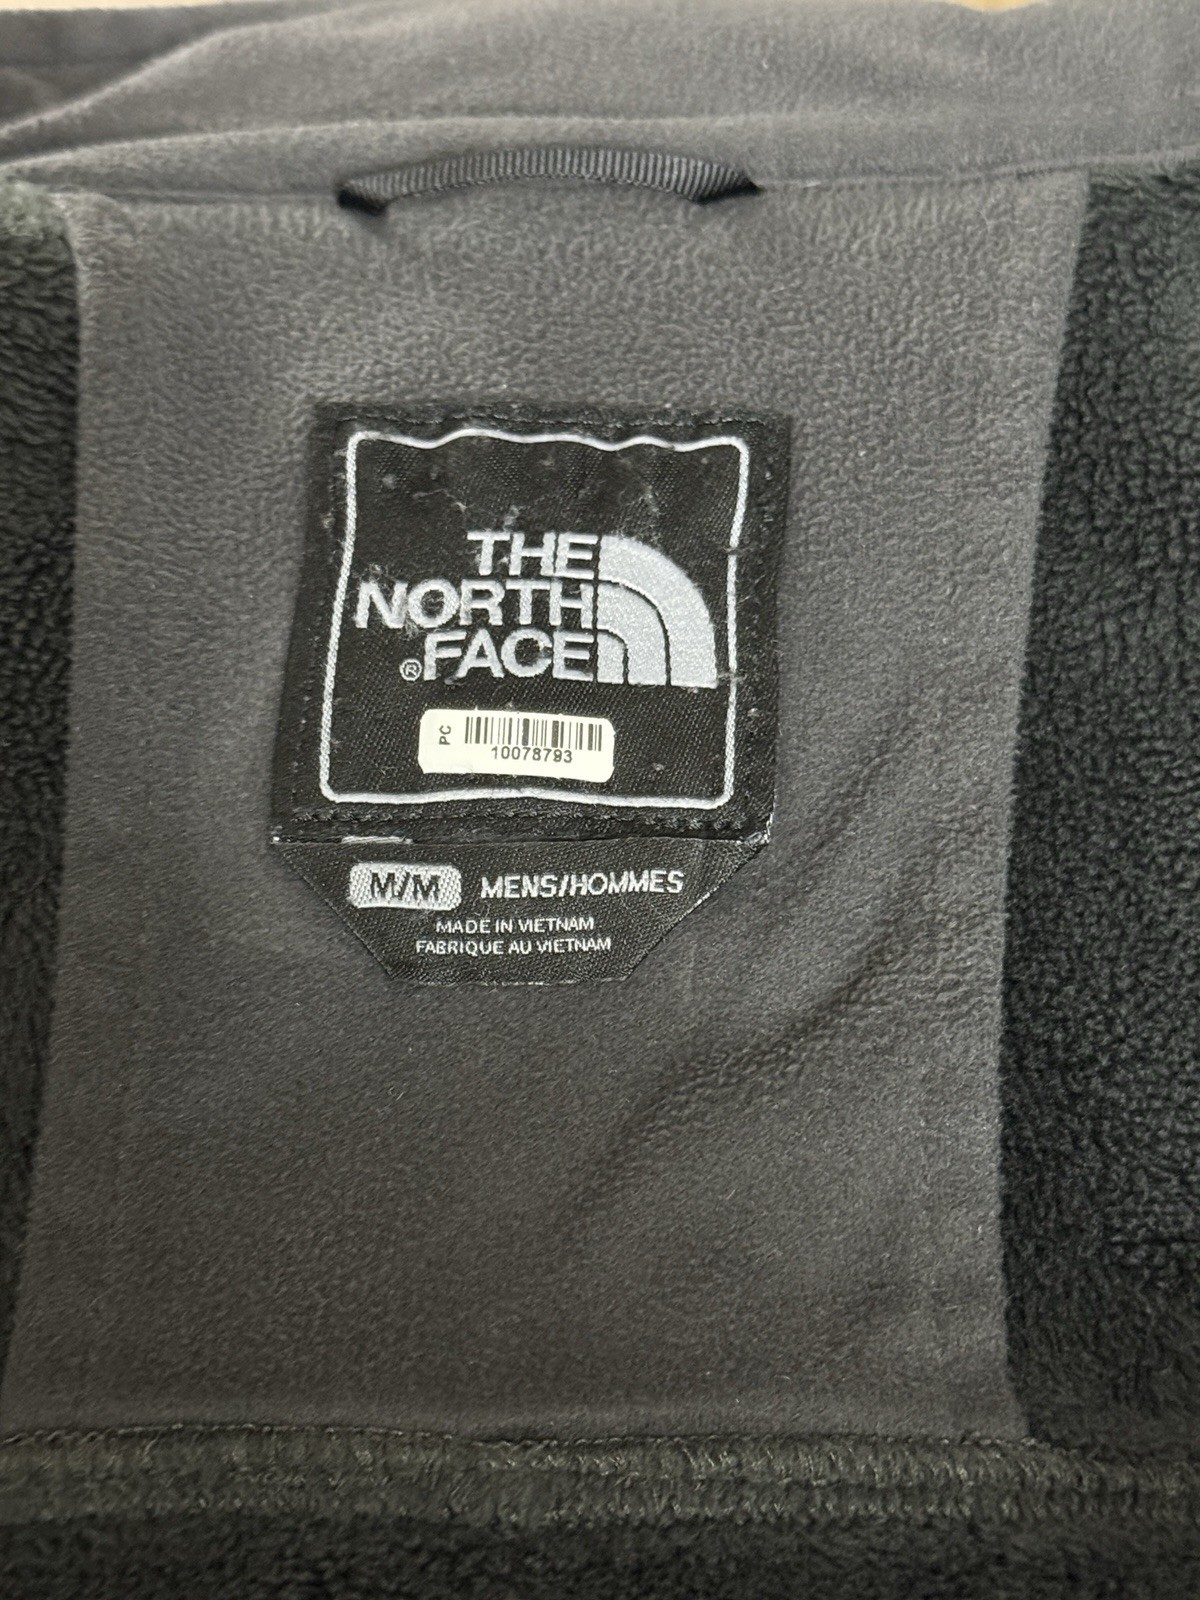 THE
NORTH
®FACE
PC
10078793
M/M MENS/HOMMES
MADE IN VIETNAM
FABRIQUE AU VIETNAM